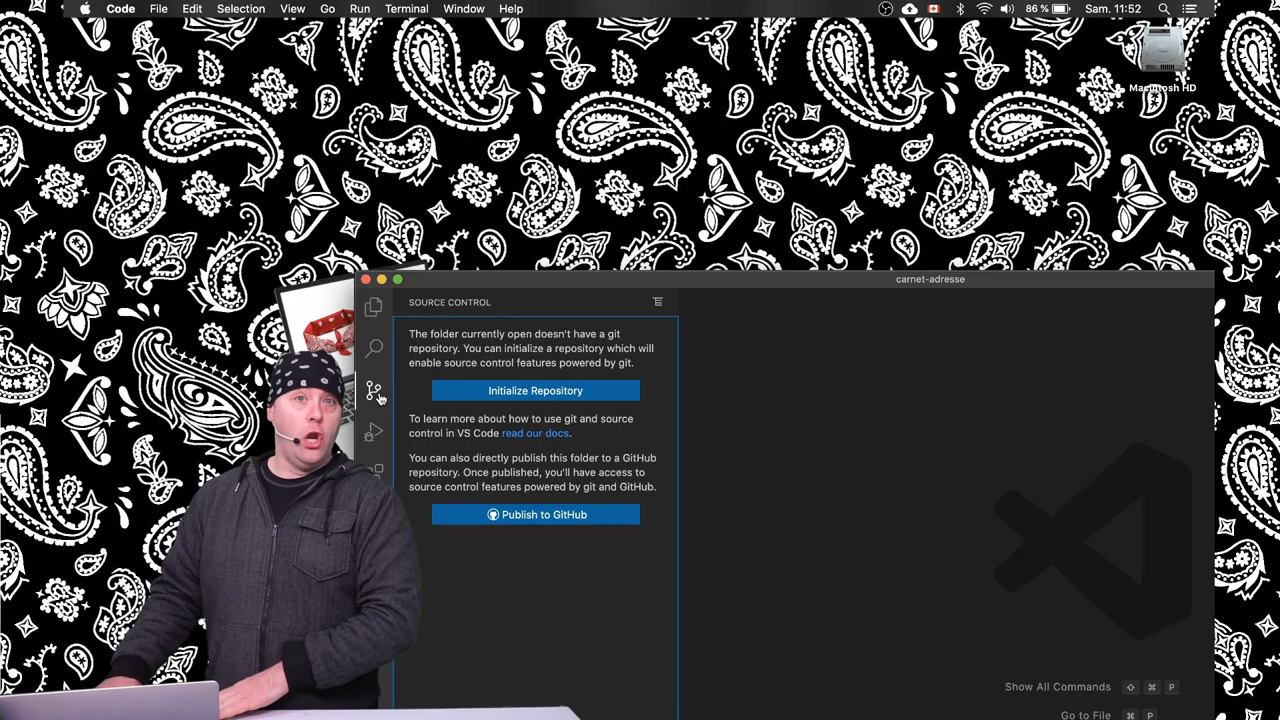 Code File Edit Selection View Go Run Terminal Window Help 86 % Sam. 11:52
Macintosh HD
carnet-adresse
SOURCE CONTROL
The folder currently open doesn't have a git
repository. You can initialize a repository which will
enable source control features powered by git.
Initialize Repository
To learn more about how to use git and source
control in VS Code read our docs.
You can also directly publish this folder to a GitHub
repository. Once published, you'll have access to
source control features powered by git and GitHub.
Publish to GitHub
Show All Commands ⇧ ⌘ P
Go to File ⌘ P